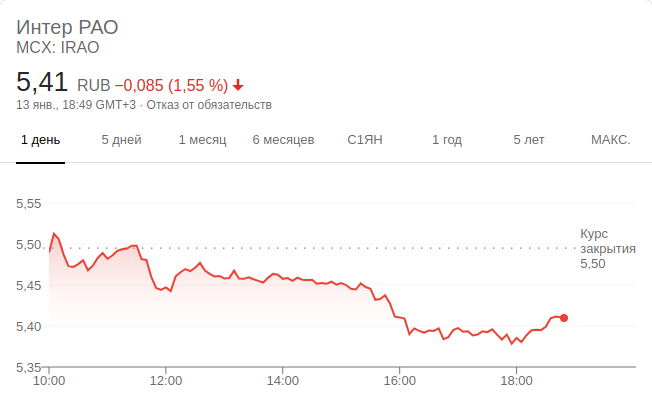 Интер РАО
MCX: IRAO
5,41 RUB −0,085 (1,55 %)
13 янв., 18:49 GMT+3 · Отказ от обязательств
1 день 5 дней 1 месяц 6 месяцев С1ЯН 1 год 5 лет МАКС.
5,55
5,50
5,45
5,40
5,35
Курс
закрытия
5,50
10:00 12:00 14:00 16:00 18:00